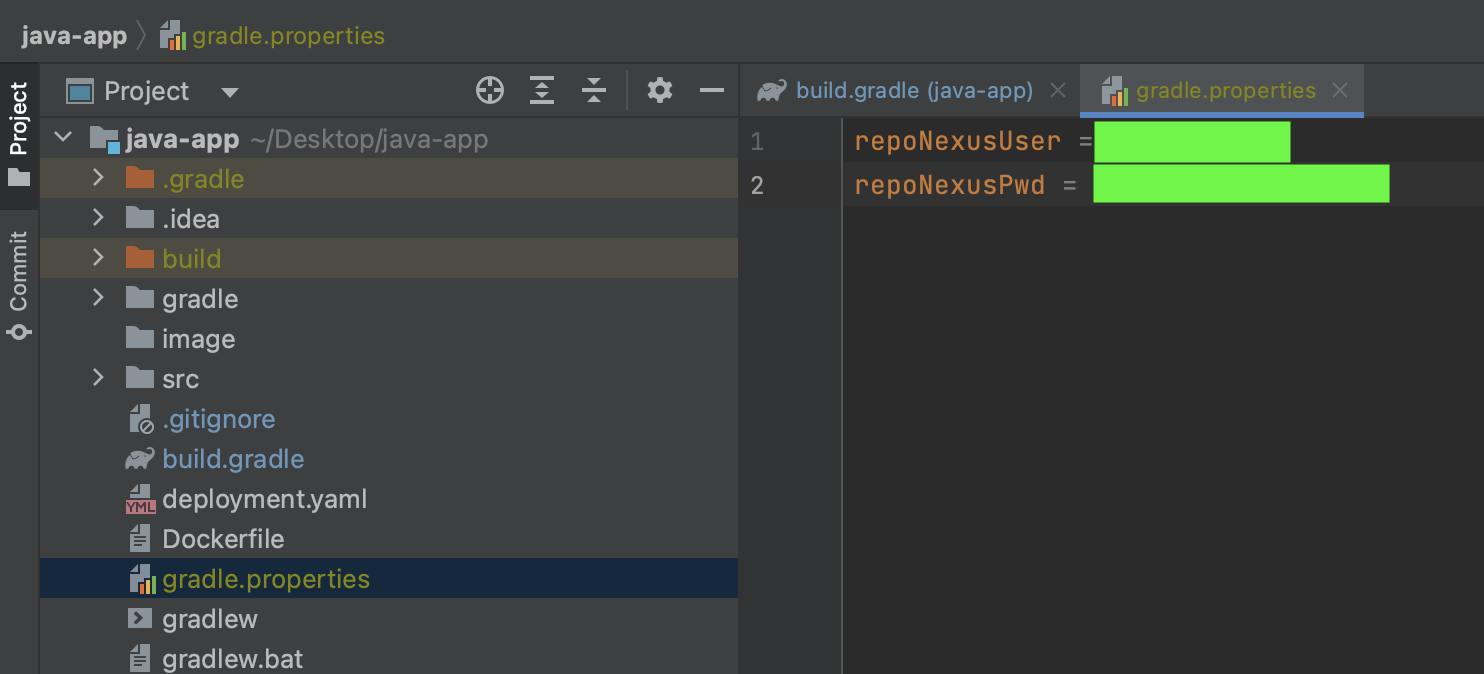 java-app gradle.properties
Project
Commit
Project
java-app ~/Desktop/java-app
.gradle
.idea
build
gradle
image
src
.gitignore
build.gradle
YML deployment.yaml
Dockerfile
gradle.properties
gradlew
gradlew.bat
build.gradle (java-app) gradle.properties
1 repoNexusUser =
2 repoNexusPwd =